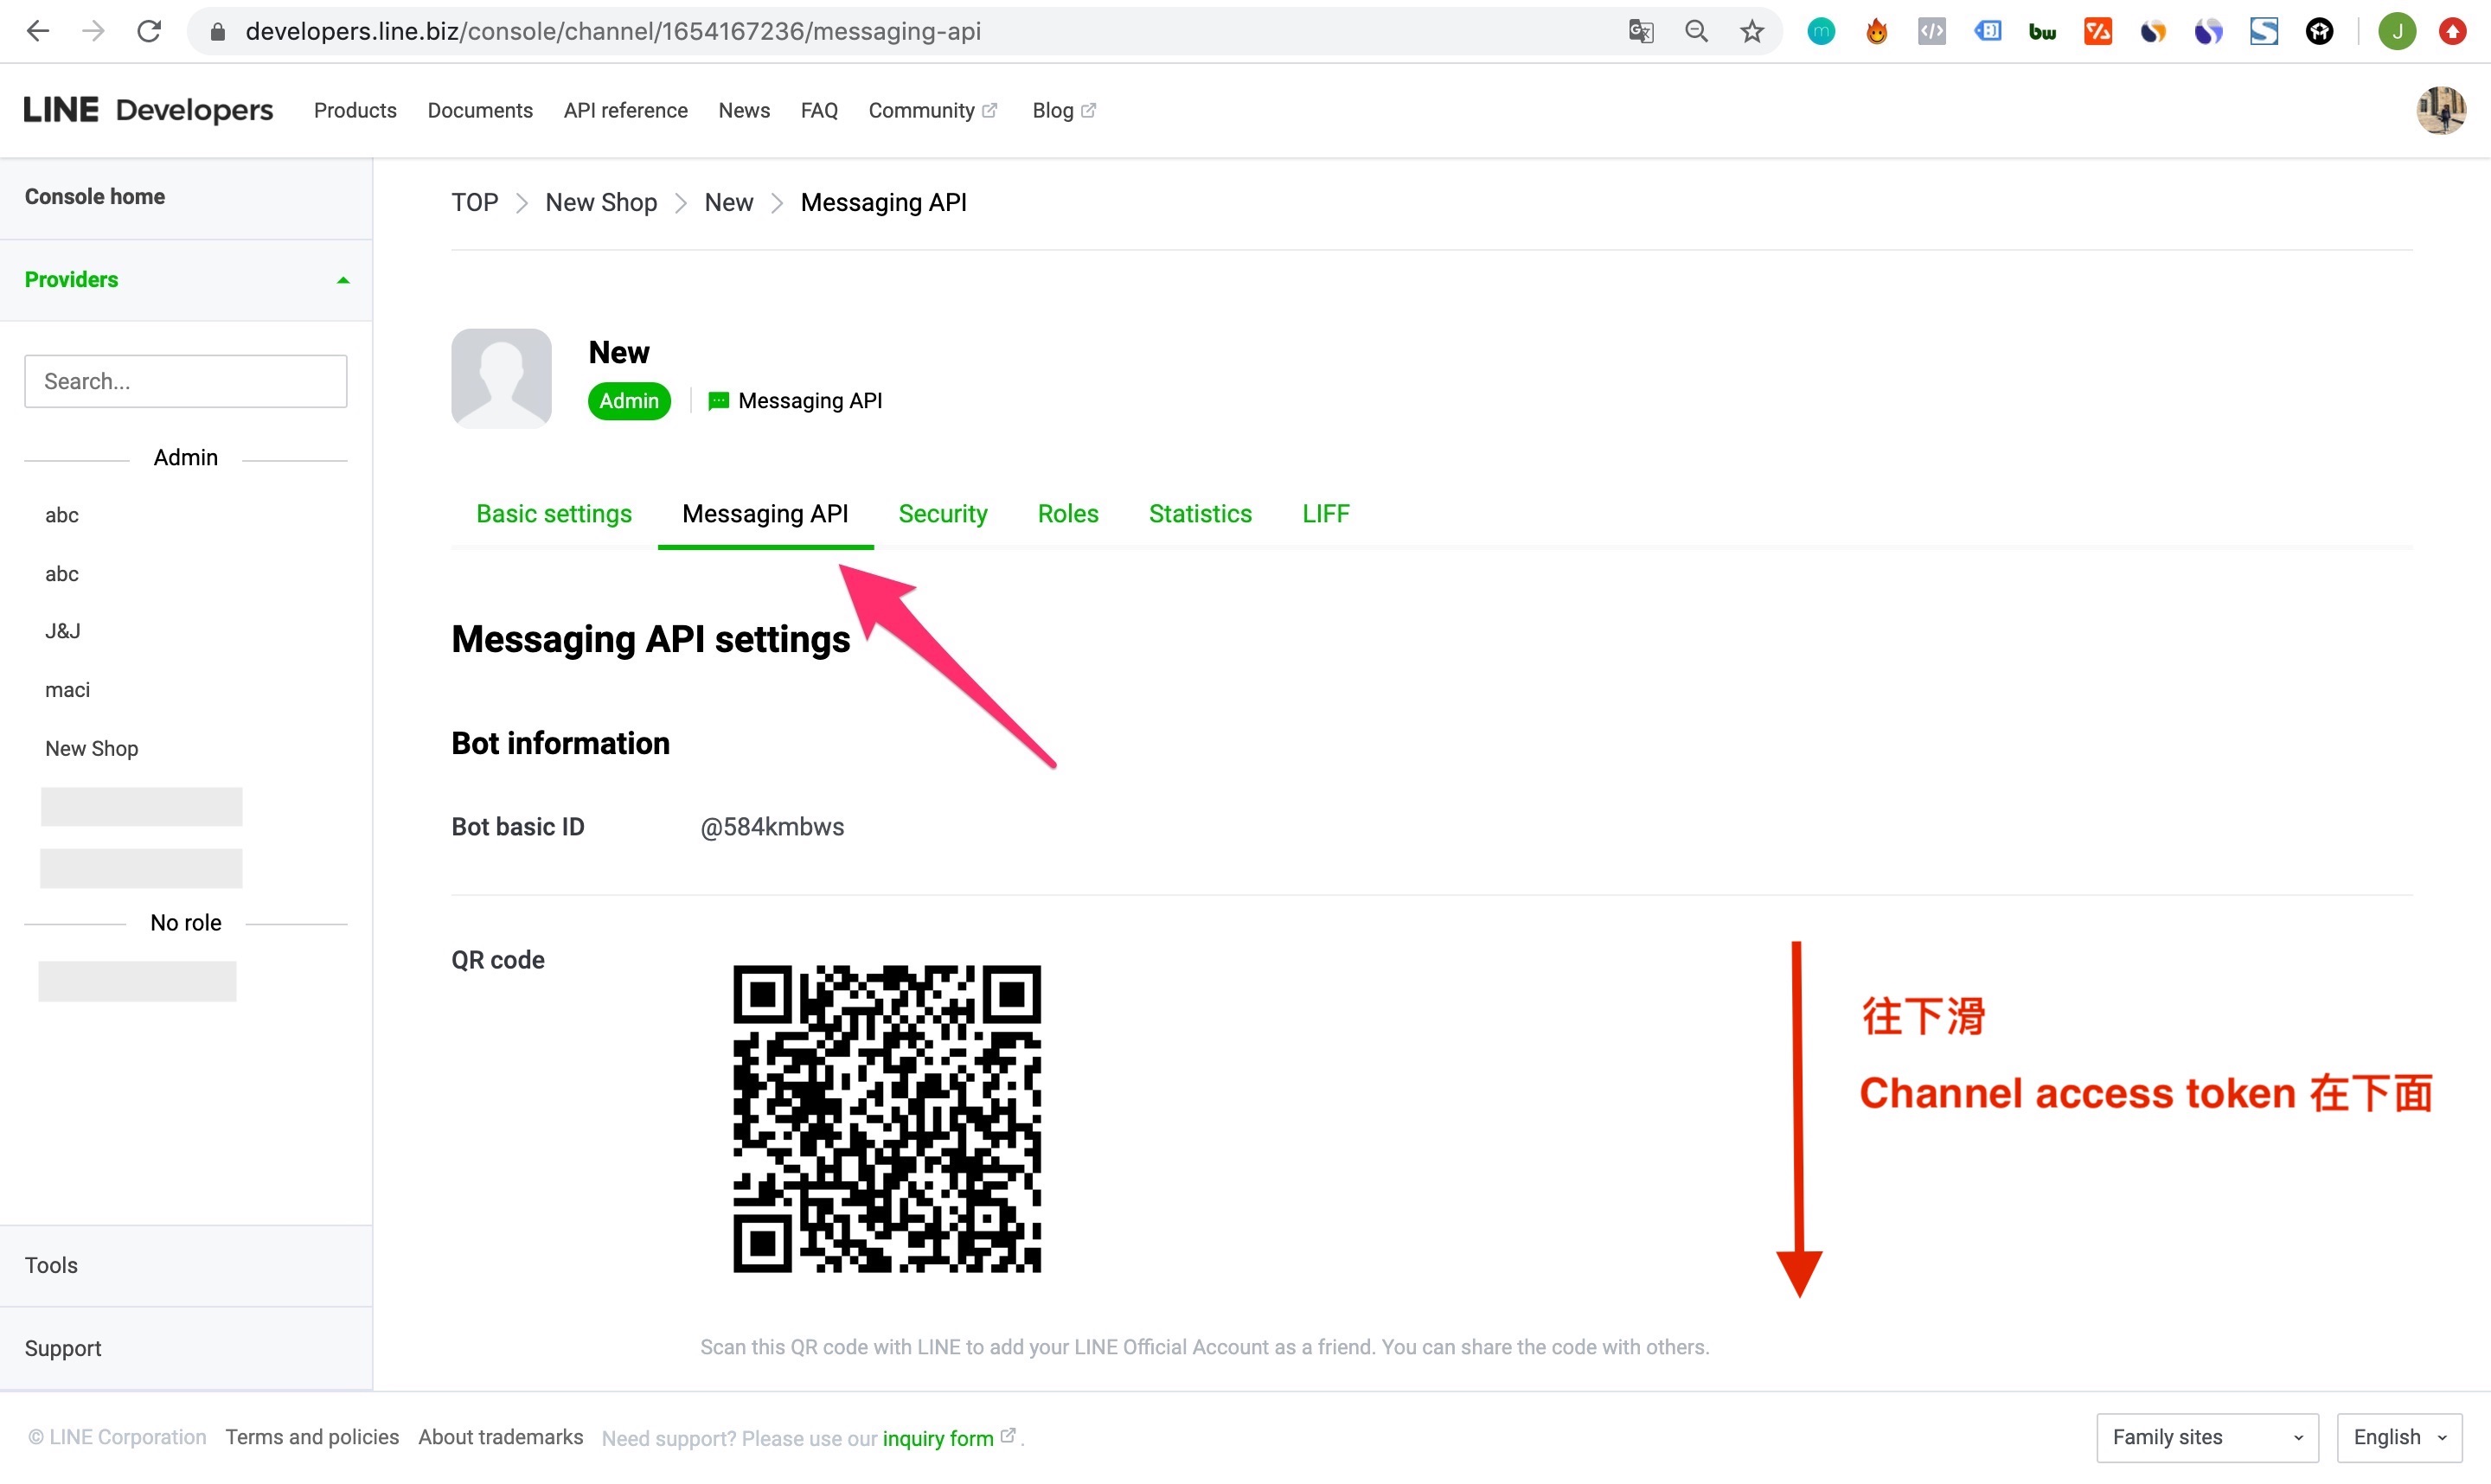 developers.line.biz/console/channel/1654167236/messaging-api
m
bw
J
LINE Developers
Products
Documents
API reference
News
FAQ
Community
Blog
Console home
Providers
Search...
Admin
abc
abc
J&J
maci
New Shop
No role
Tools
Support
TOP > New Shop > New > Messaging API
New
Admin
Messaging API
Basic settings
Messaging API
Security
Roles
Statistics
LIFF
Messaging API settings
Bot information
Bot basic ID
@584kmbws
QR code
往下滑
Channel access token 在下面
Scan this QR code with LINE to add your LINE Official Account as a friend. You can share the code with others.
© LINE Corporation
Terms and policies
About trademarks
Need support? Please use our inquiry form .
Family sites
English